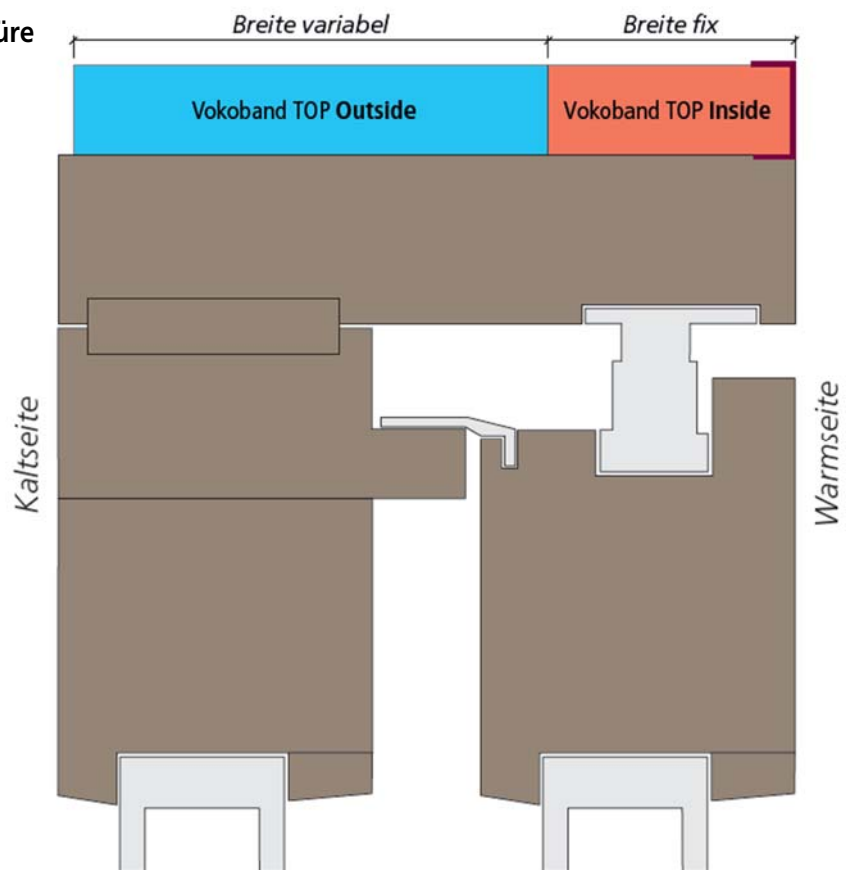 üre
Breite variabel Breite fix
Vokoband TOP Outside Vokoband TOP Inside
Kaltseite
Warmseite